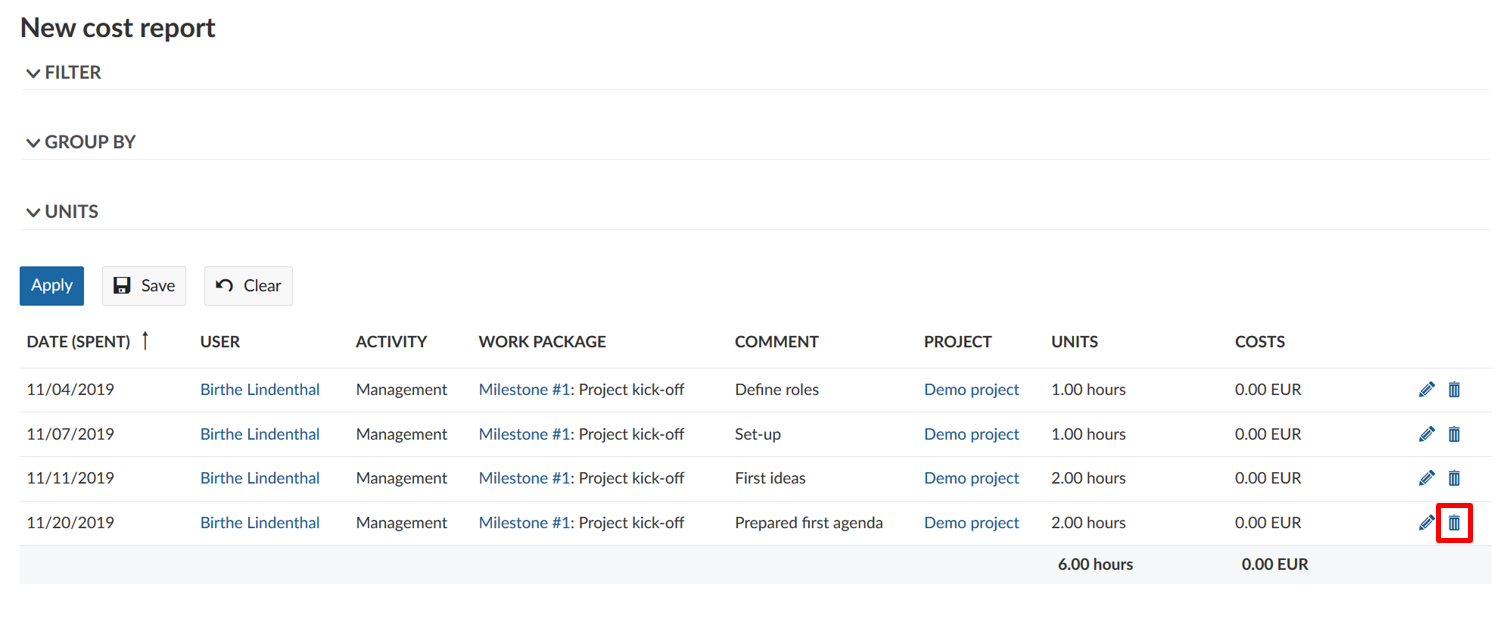 New cost report
FILTER
GROUP BY
UNITS
Apply Save Clear
DATE (SPENT) USER ACTIVITY WORK PACKAGE COMMENT PROJECT UNITS COSTS
11/04/2019 Birthe Lindenthal Management Milestone #1: Project kick-off Define roles Demo project 1.00 hours 0.00 EUR
11/07/2019 Birthe Lindenthal Management Milestone #1: Project kick-off Set-up Demo project 1.00 hours 0.00 EUR
11/11/2019 Birthe Lindenthal Management Milestone #1: Project kick-off First ideas Demo project 2.00 hours 0.00 EUR
11/20/2019 Birthe Lindenthal Management Milestone #1: Project kick-off Prepared first agenda Demo project 2.00 hours 0.00 EUR
6.00 hours 0.00 EUR